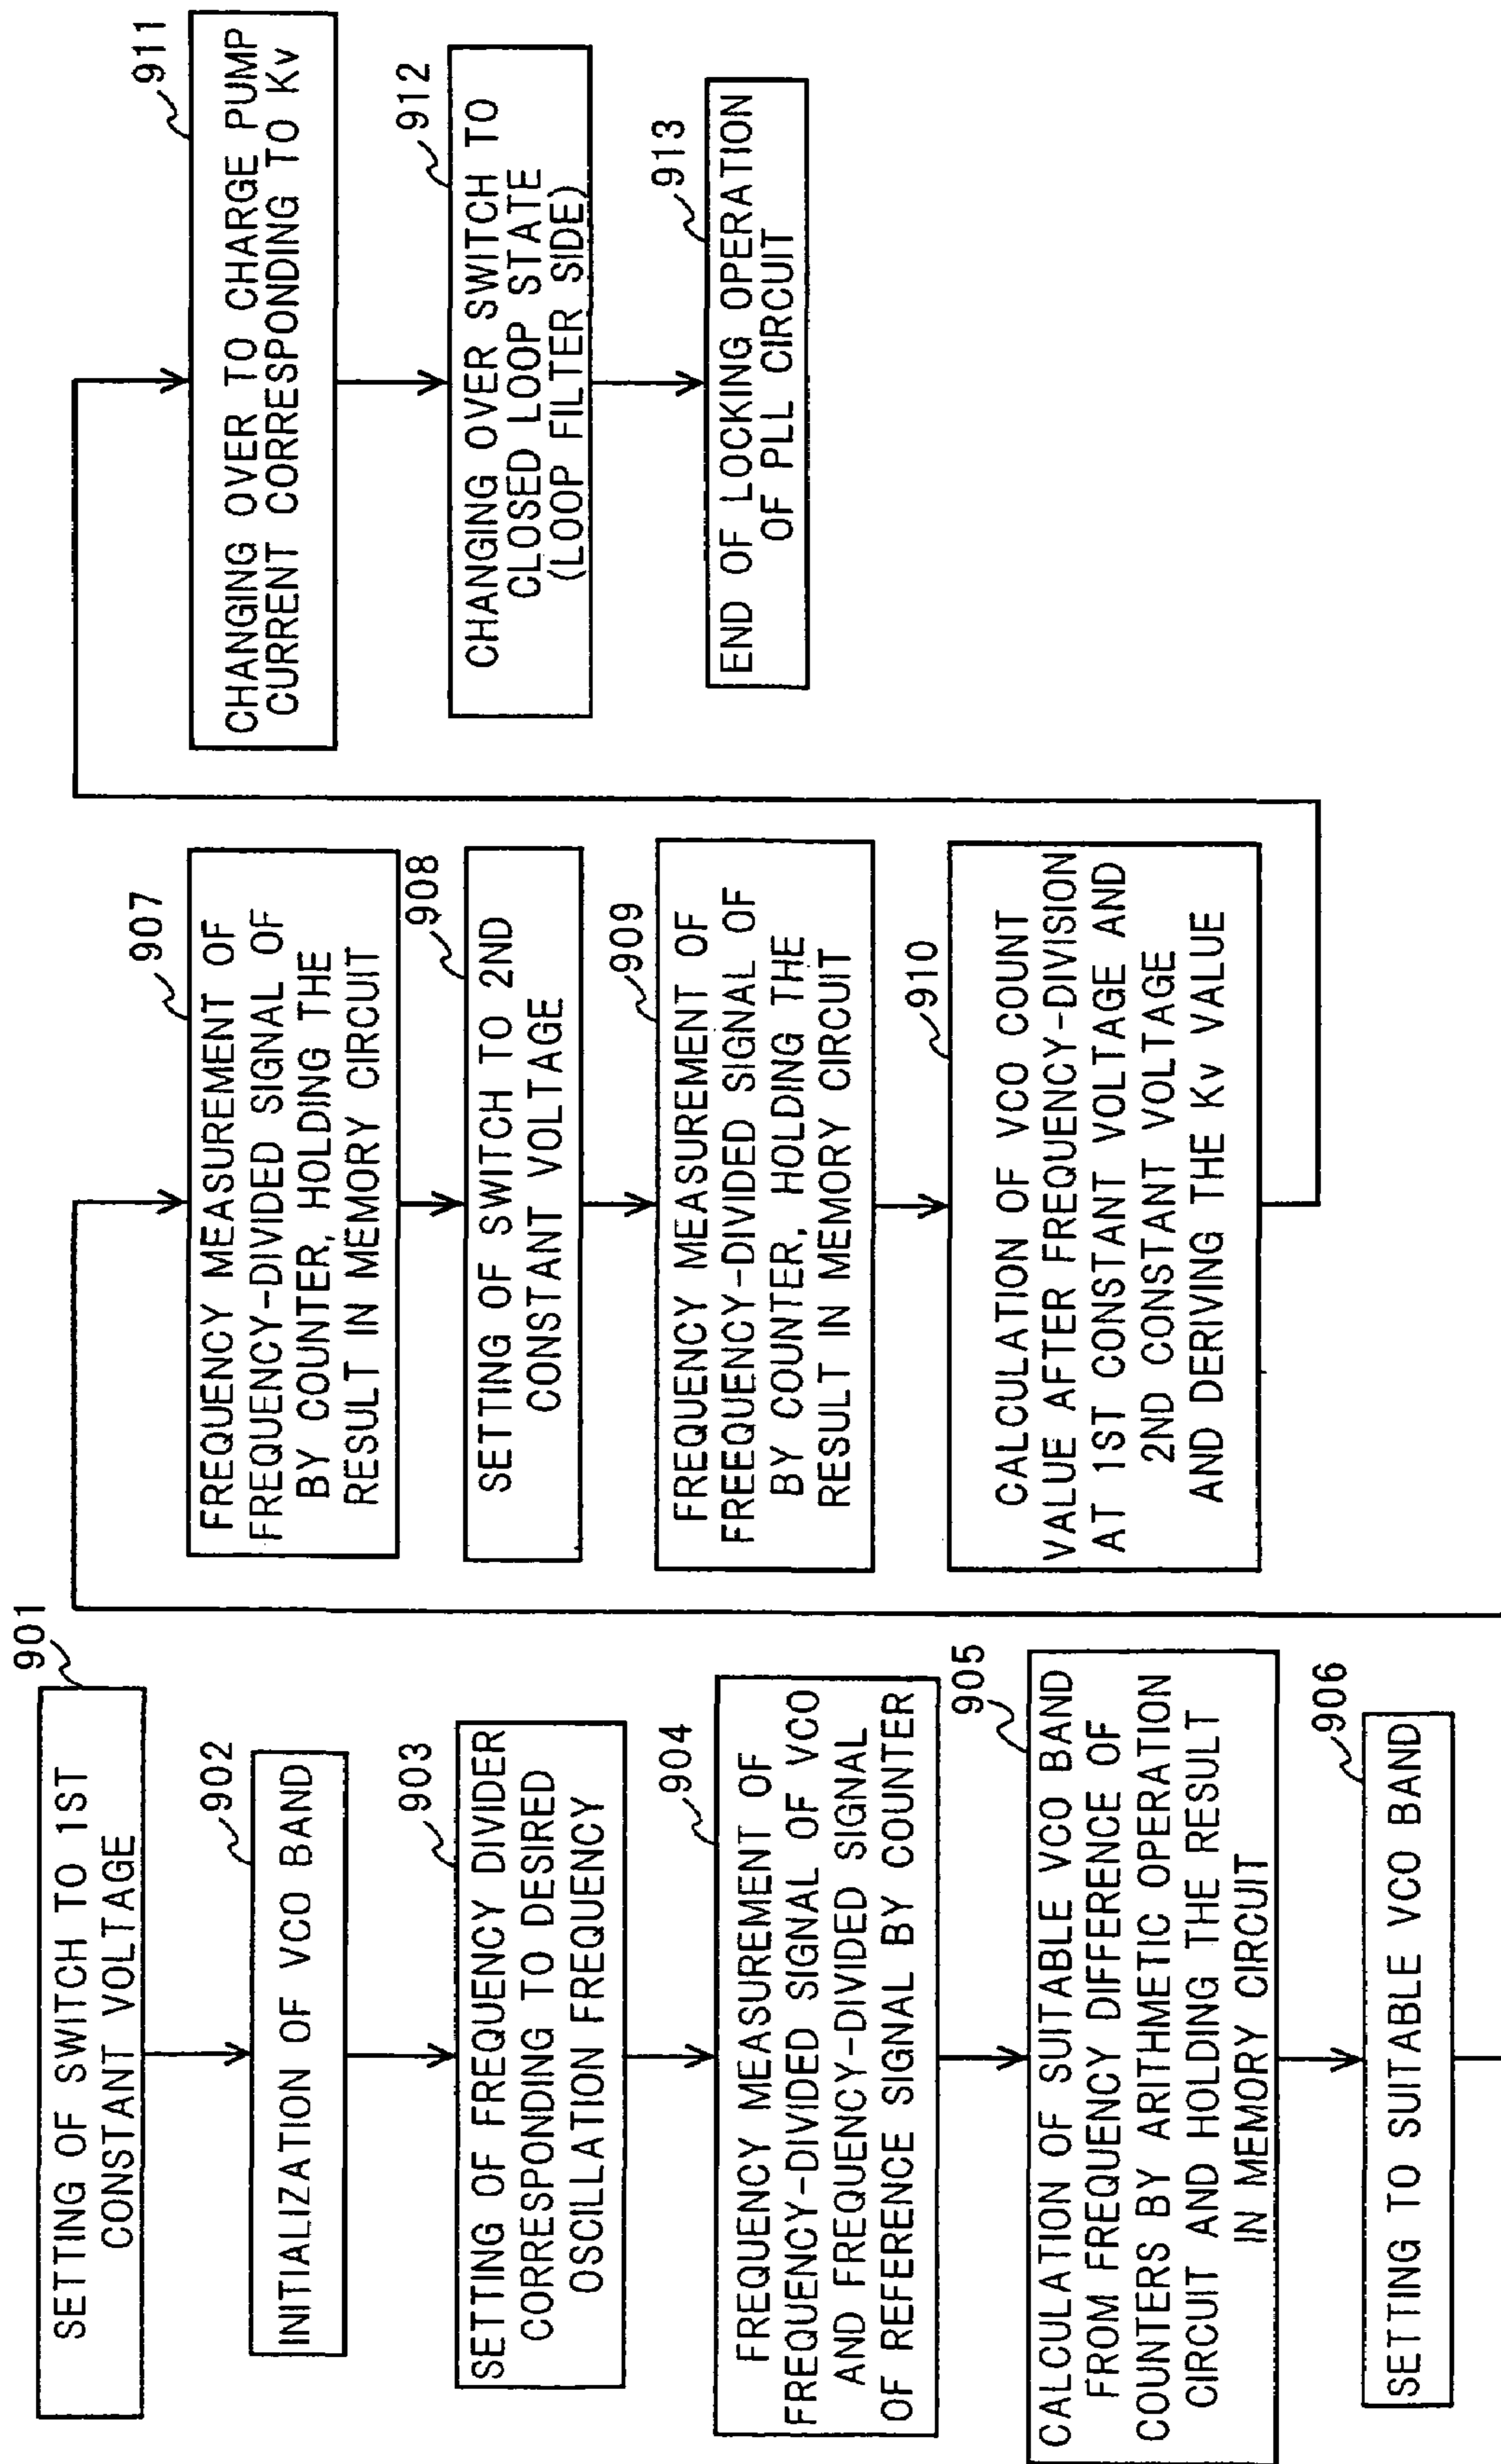 901
SETTING OF SWITCH TO 1ST
CONSTANT VOLTAGE
902
INITIALIZATION OF VCO BAND
903
SETTING OF FREQUENCY DIVIDER
CORRESPONDING TO DESIRED
OSCILLATION FREQUENCY
904
FREQUENCY MEASUREMENT OF
FREQUENCY-DIVIDED SIGNAL OF VCO
AND FREQUENCY-DIVIDED SIGNAL
OF REFERENCE SIGNAL BY COUNTER
905
CALCULATION OF SUITABLE VCO BAND
FROM FREQUENCY DIFFERENCE OF
COUNTERS BY ARITHMETIC OPERATION
CIRCUIT AND HOLDING THE RESULT
IN MEMORY CIRCUIT
906
SETTING TO SUITABLE VCO BAND
907
FREQUENCY MEASUREMENT OF
FREQUENCY-DIVIDED SIGNAL OF
BY COUNTER, HOLDING THE
RESULT IN MEMORY CIRCUIT
908
SETTING OF SWITCH TO 2ND
CONSTANT VOLTAGE
909
FREQUENCY MEASUREMENT OF
FREEQUENCY-DIVIDED SIGNAL OF
BY COUNTER, HOLDING THE
RESULT IN MEMORY CIRCUIT
910
CALCULATION OF VCO COUNT
VALUE AFTER FREQUENCY-DIVISION
AT 1ST CONSTANT VOLTAGE AND
2ND CONSTANT VOLTAGE
AND DERIVING THE Kv VALUE
911
CHANGING OVER TO CHARGE PUMP
CURRENT CORRESPONDING TO Kv
912
CHANGING OVER SWITCH TO
CLOSED LOOP STATE
(LOOP FILTER SIDE)
913
END OF LOCKING OPERATION
OF PLL CIRCUIT